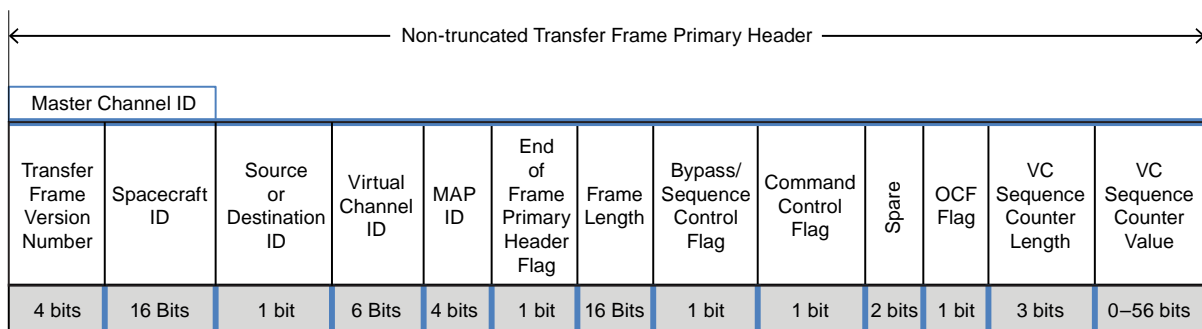 Non-truncated Transfer Frame Primary Header
Master Channel ID
Transfer
Frame
Version
Number
Spacecraft
ID
Source
or
Destination
ID
Virtual
Channel
ID
MAP
ID
End
of
Frame
Primary
Header
Flag
Frame
Length
Bypass/
Sequence
Control
Flag
Command
Control
Flag
Spare
OCF
Flag
VC
Sequence
Counter
Length
VC
Sequence
Counter
Value
4 bits
16 Bits
1 bit
6 Bits
4 bits
1 bit
16 Bits
1 bit
1 bit
2 bits
1 bit
3 bits
0–56 bits